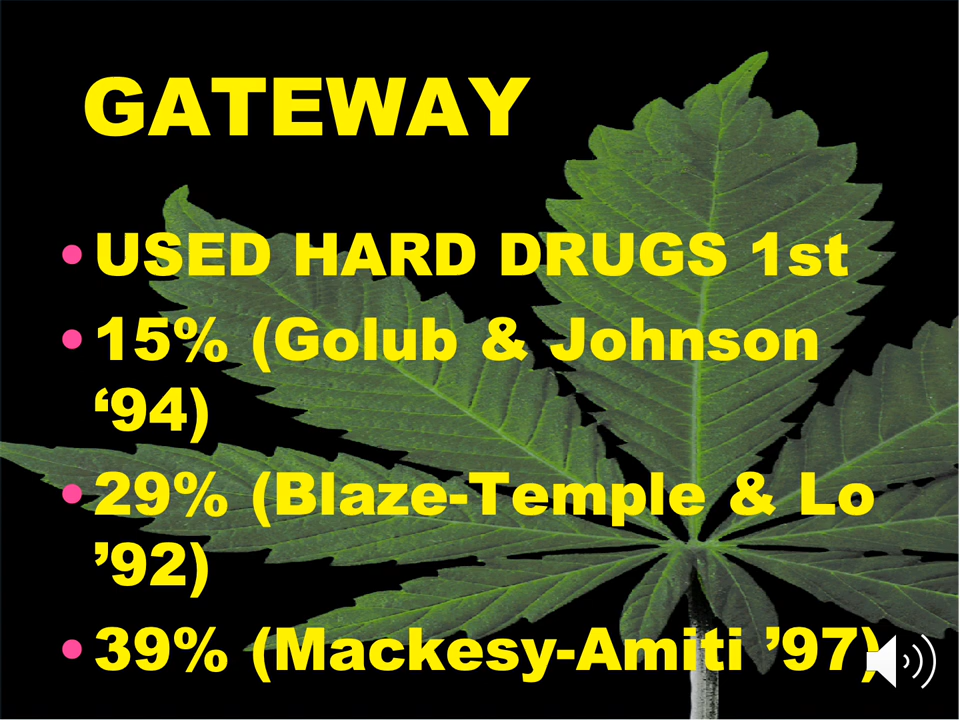 GATEWAY
• USED HARD DRUGS 1st
• 15% (Golub & Johnson
‘94)
• 29% (Blaze-Temple & Lo
’92)
• 39% (Mackesy-Amiti ’97)